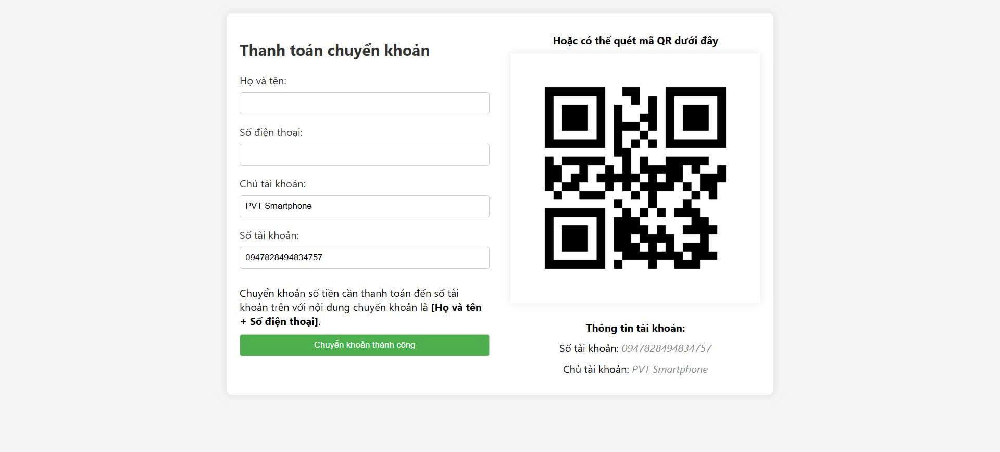 Thanh toán chuyển khoản
Họ và tên:
Số điện thoại:
Chủ tài khoản:
PVT Smartphone
Số tài khoản:
0947828494834757
Chuyển khoản số tiền cần thanh toán đến số tài
khoản trên với nội dung chuyển khoản là [Họ và tên
+ Số điện thoại].
Chuyễn khoản thành công
Hoặc có thể quét mã QR dưới đây
Thông tin tài khoản:
Số tài khoản: 0947828494834757
Chủ tài khoản: PVT Smartphone